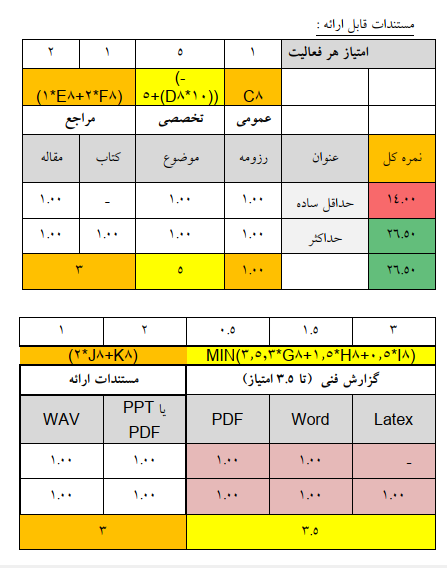 مستندات قابل ارائه :
امتیاز هر فعالیت ۱ ۵ ۱ ۲
C۸ (-۵+(D۸*۱۰)) (۱*E۸+۲*F۸)
عمومی تخصصی مراجع
نمره کل عنوان رزومه موضوع کتاب مقاله
۱۴.۰۰ حداقل ساده ۱.۰۰ ۱.۰۰ - ۱.۰۰
۲۶.۵۰ حداکثر ۱.۰۰ ۱.۰۰ ۱.۰۰ ۱.۰۰
۲۶.۵۰ ۱.۰۰ ۵ ۳
۳ ۱.۵ ۰.۵ ۲ ۱
MIN(۳,۵,۳*G۸+۱,۵*H۸+۰,۵*I۸) (۲*J۸+K۸)
گزارش فنی (تا ۳.۵ امتیاز) مستندات ارائه
Latex Word PDF PPT یا PDF WAV
- ۱.۰۰ ۱.۰۰ ۱.۰۰ ۱.۰۰
۱.۰۰ ۱.۰۰ ۱.۰۰ ۱.۰۰ ۱.۰۰
۳.۵ ۳